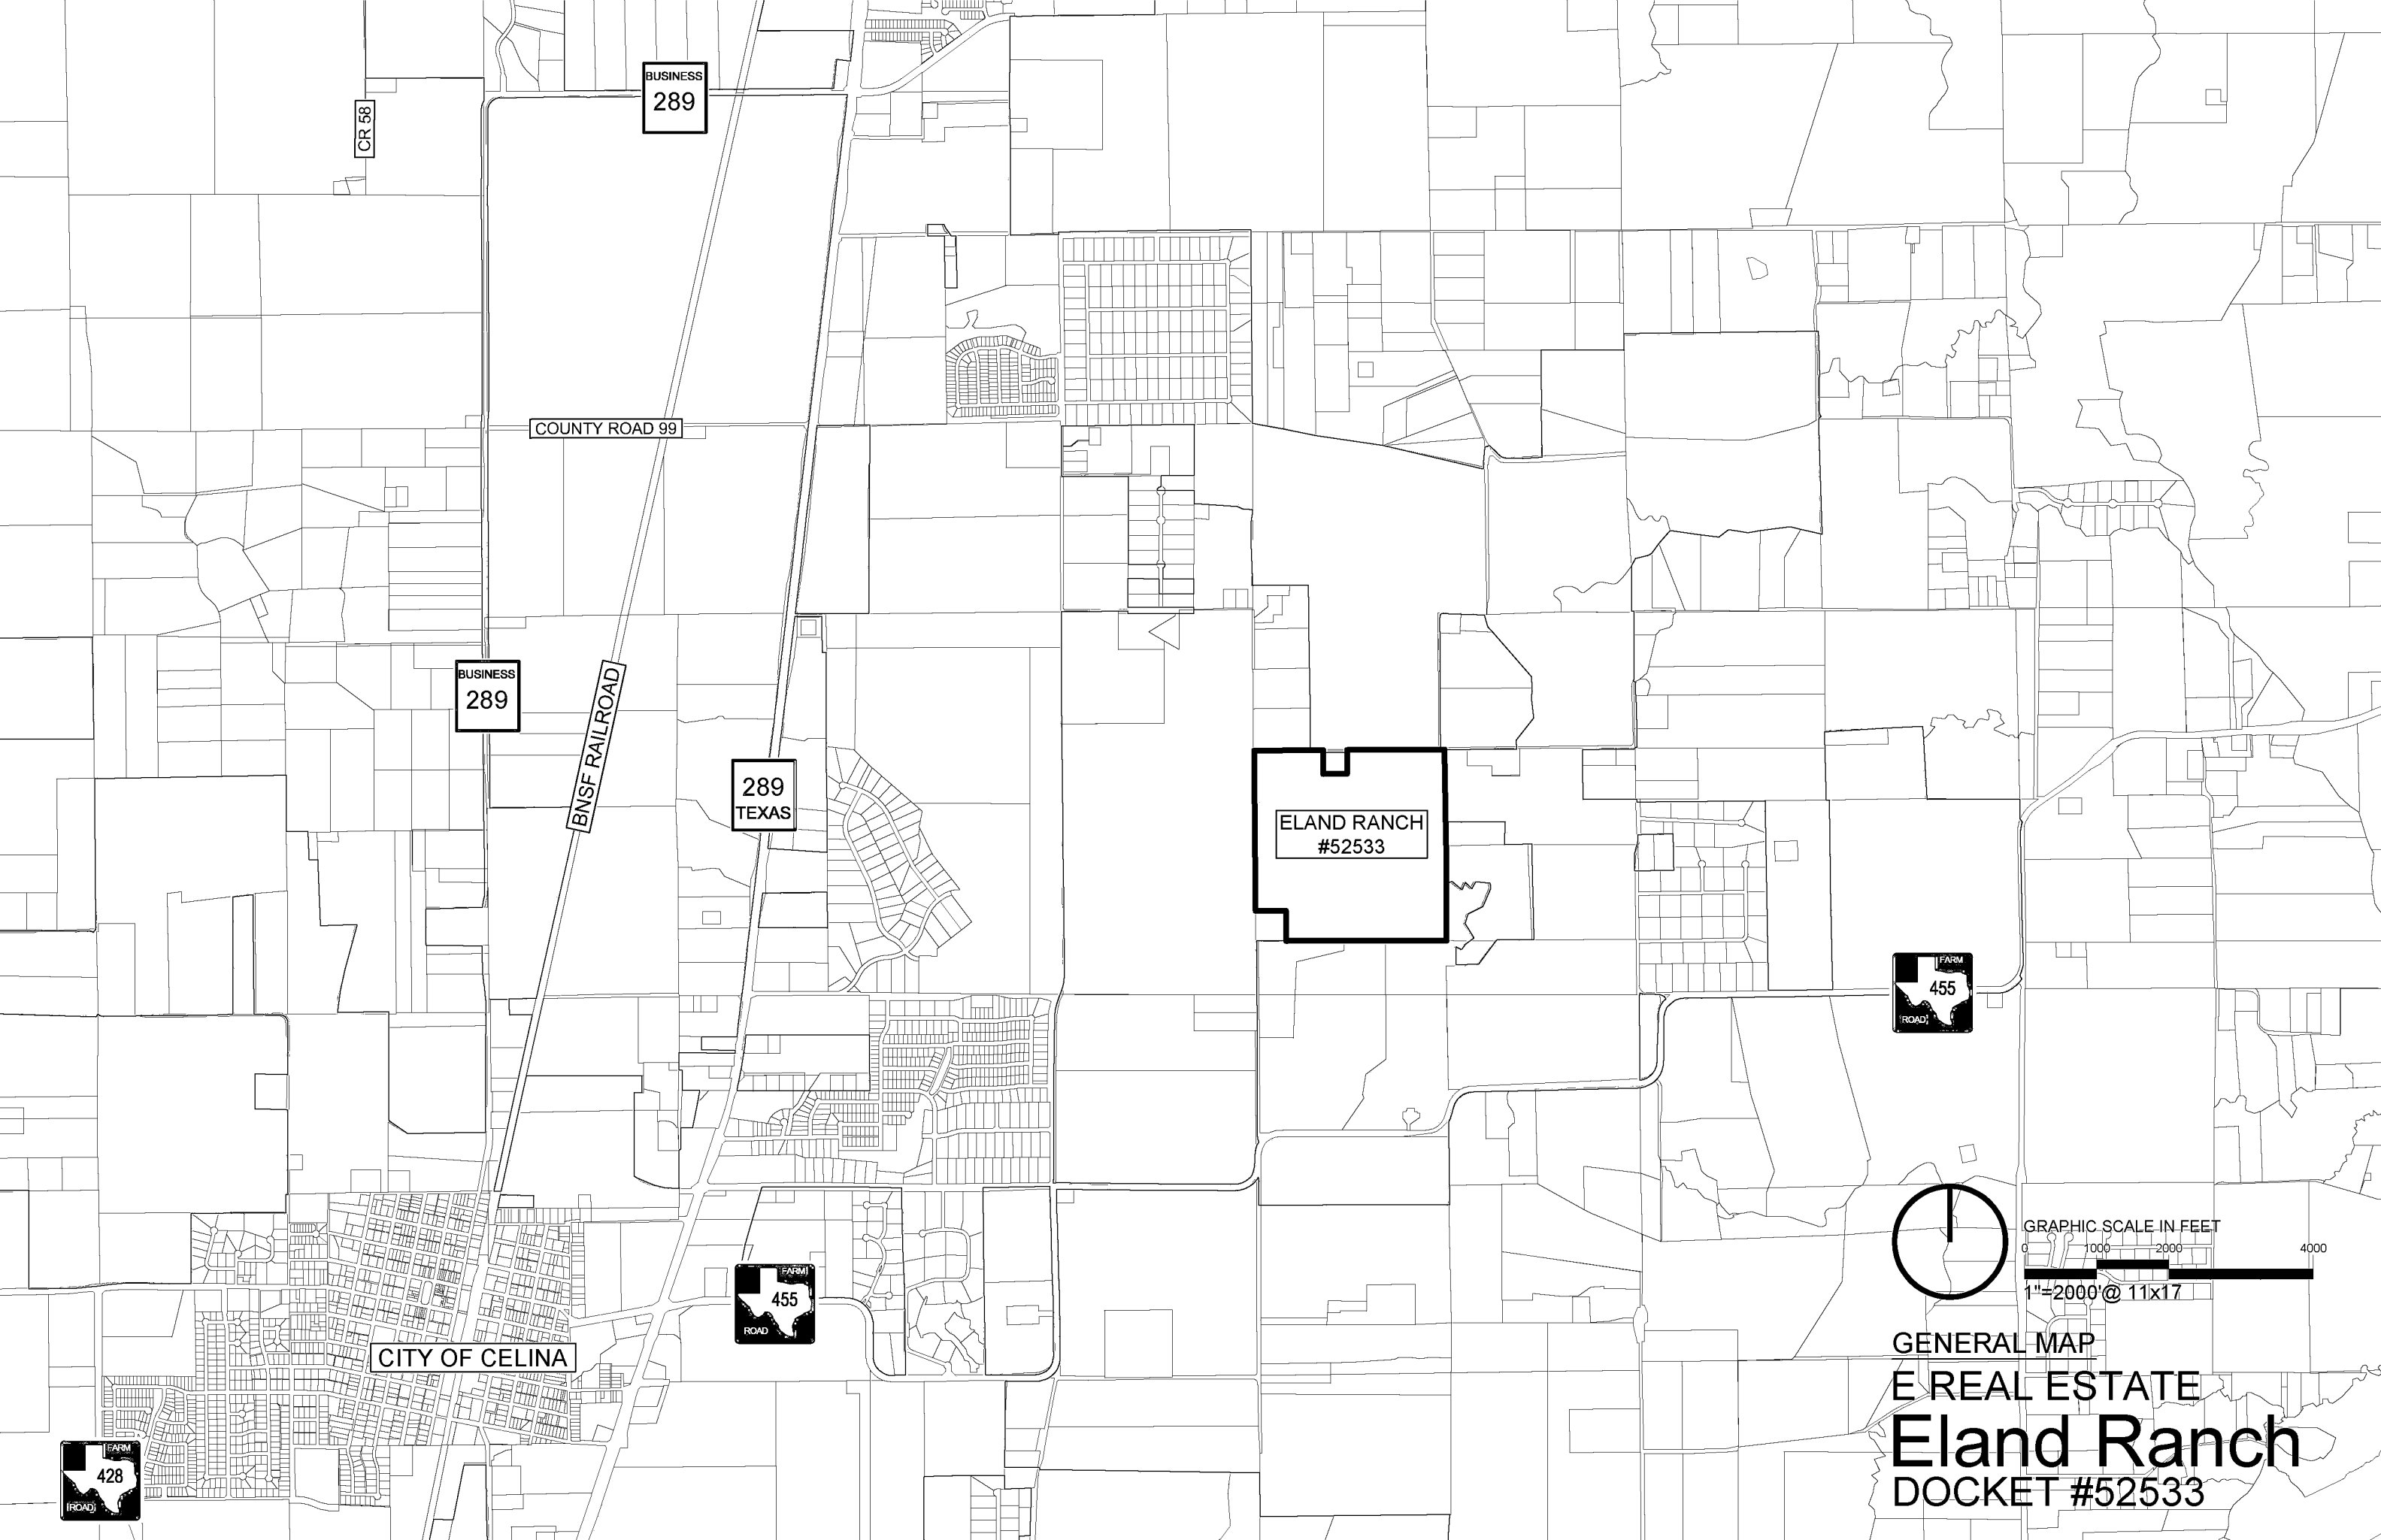 BUSINESS
289
CR 58
COUNTY ROAD 99
BUSINESS
289
BNSF RAILROAD
289
TEXAS
ELAND RANCH
#52533
FARM
455
ROAD
FARM
455
ROAD
CITY OF CELINA
FARM
428
ROAD
GRAPHIC SCALE IN FEET
0 1000 2000 4000
1"=2000'@ 11x17
GENERAL MAP
E REAL ESTATE
Eland Ranch
DOCKET #52533